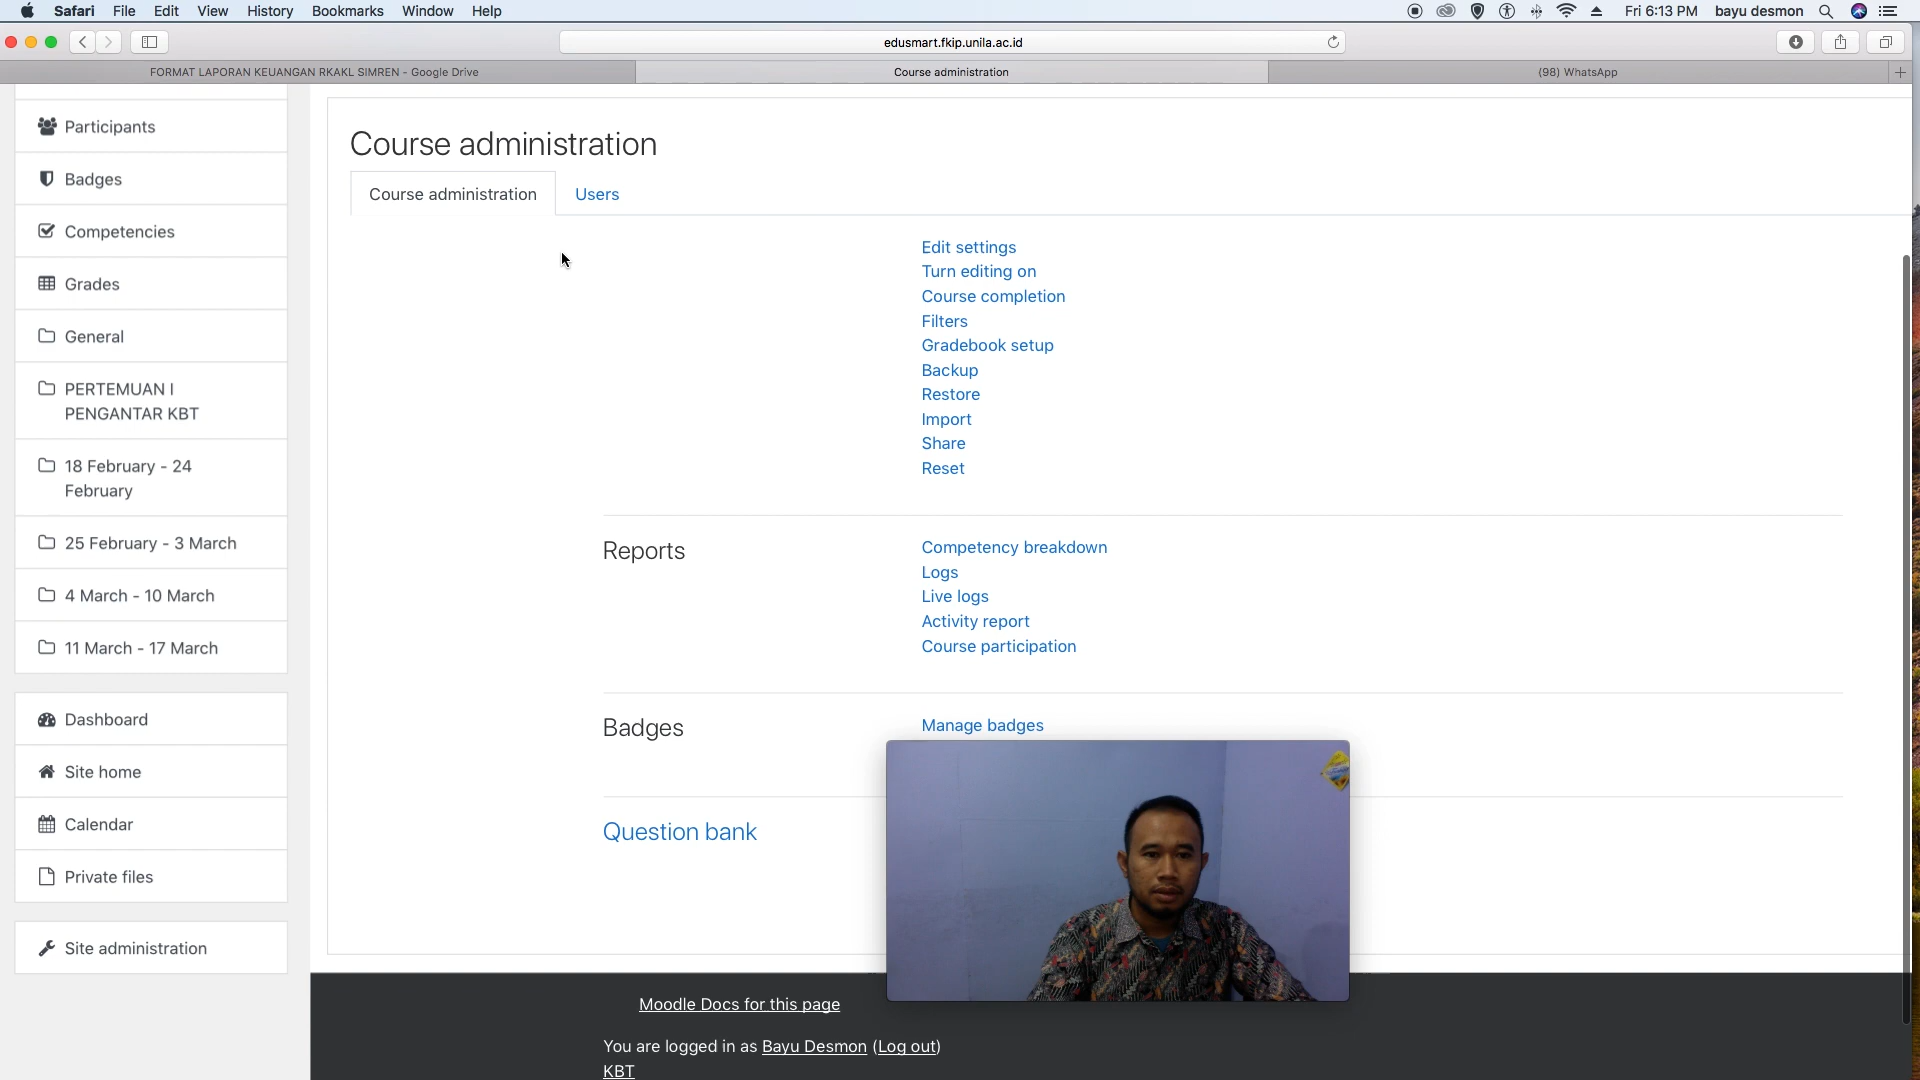 Safari File Edit View History Bookmarks Window Help Fri 6:13 PM bayu desmon
edusmart.fkip.unila.ac.id
FORMAT LAPORAN KEUANGAN RKAKL SIMREN - Google Drive
Course administration
(98) WhatsApp
Participants
Badges
Competencies
Grades
General
PERTEMUAN I
PENGANTAR KBT
18 February - 24
February
25 February - 3 March
4 March - 10 March
11 March - 17 March
Dashboard
Site home
Calendar
Private files
Site administration
Course administration
Course administration
Users
Edit settings
Turn editing on
Course completion
Filters
Gradebook setup
Backup
Restore
Import
Share
Reset
Reports
Competency breakdown
Logs
Live logs
Activity report
Course participation
Badges
Manage badges
Question bank
Moodle Docs for this page
You are logged in as Bayu Desmon (Log out)
KBT